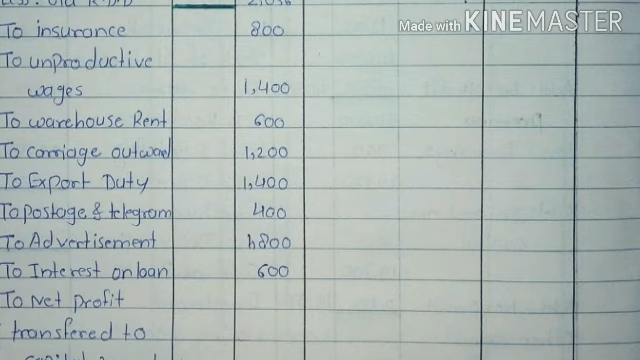 Made with KINEMASTER
To insurance 800
To unproductive
wages 1,400
To warehouse Rent 600
To carriage outward 1,200
To Export Duty 1,400
To postage & telegram 400
To Advertisement 1,800
To Interest on loan 600
To Net profit
transfered to